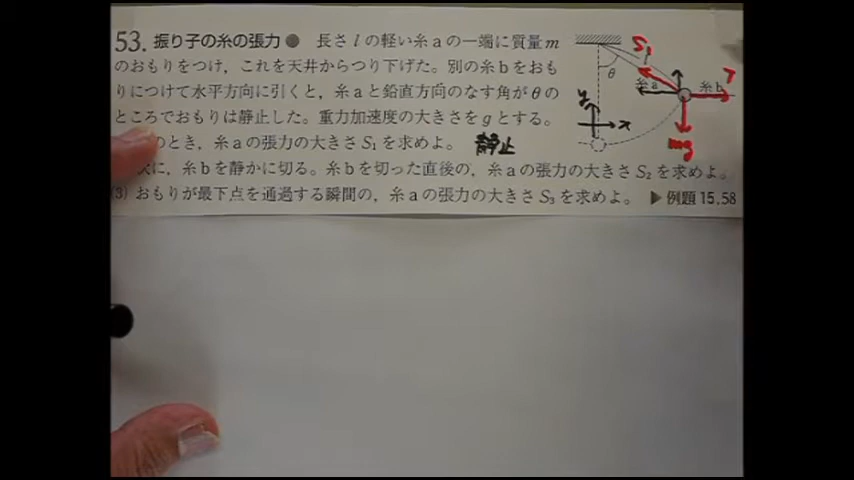 53. 振り子の糸の張力 ● 長さ l の軽い糸 a の一端に質量 m
のおもりをつけ，これを天井からつり下げた。別の糸 b をおも
りにつけて水平方向に引くと，糸 a と鉛直方向のなす角が θ の
ところでおもりは静止した。重力加速度の大きさを g とする。
のとき，糸 a の張力の大きさ S₁ を求めよ。
静止
に，糸 b を静かに切る。糸 b を切った直後の，糸 a の張力の大きさ S₂ を求めよ。
(3) おもりが最下点を通過する瞬間の，糸 a の張力の大きさ S₃ を求めよ。 ▶例題 15,58
S₁
θ
糸a
糸b
T
y
x
mg